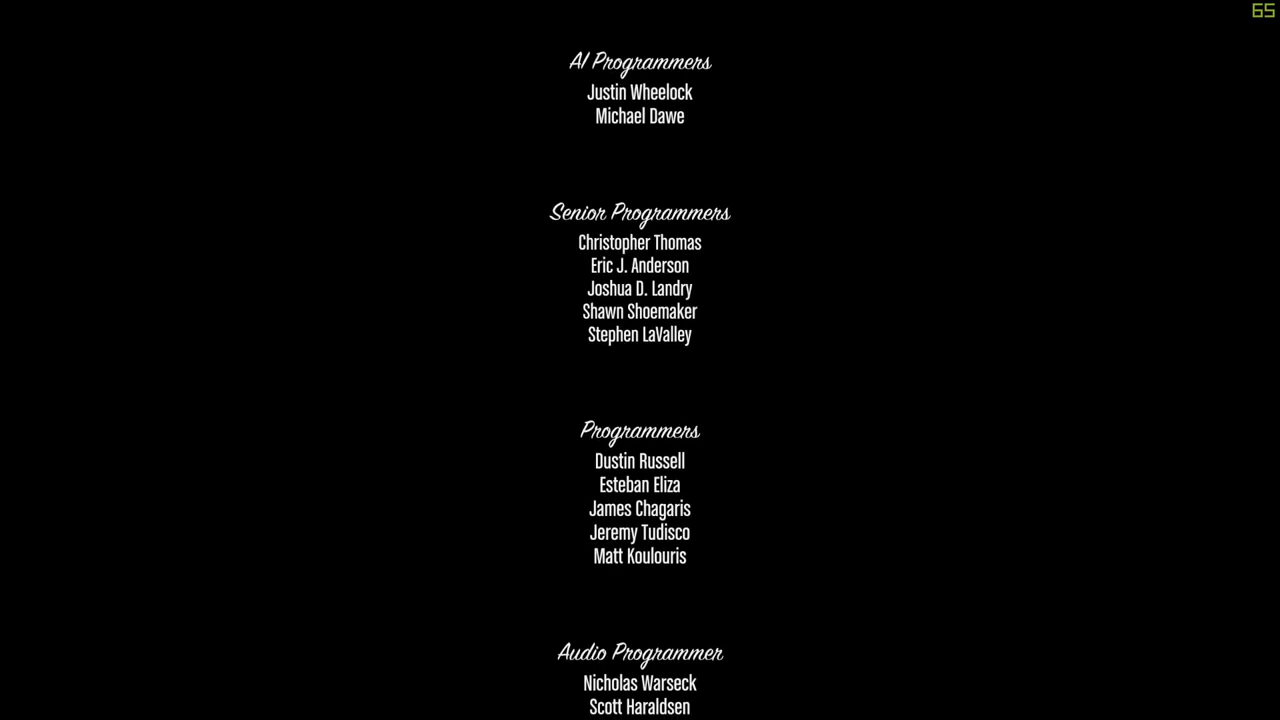 65
AI Programmers
Justin Wheelock
Michael Dawe
Senior Programmers
Christopher Thomas
Eric J. Anderson
Joshua D. Landry
Shawn Shoemaker
Stephen LaValley
Programmers
Dustin Russell
Esteban Eliza
James Chagaris
Jeremy Tudisco
Matt Koulouris
Audio Programmer
Nicholas Warseck
Scott Haraldsen